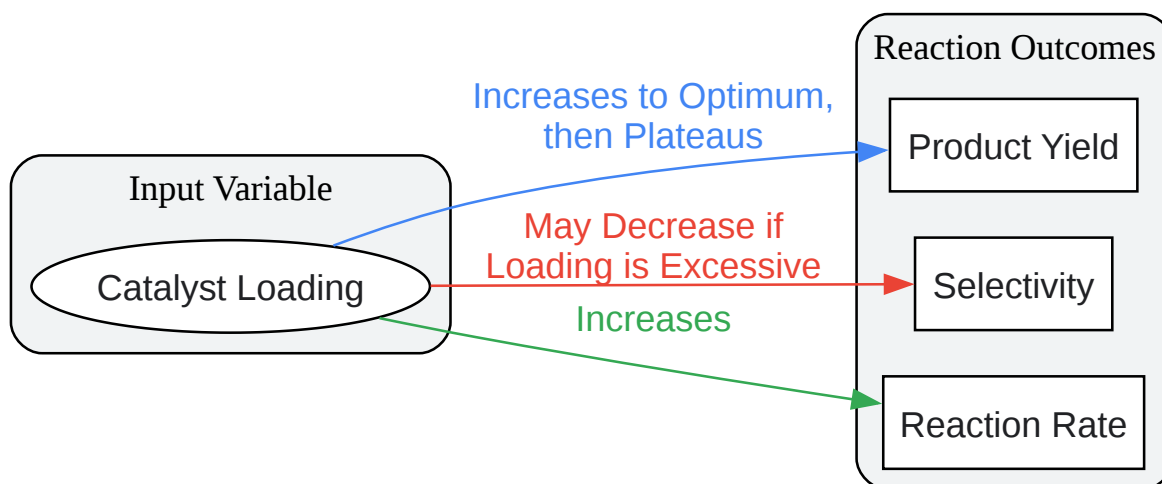 Input Variable
Catalyst Loading
Increases to Optimum,
then Plateaus
May Decrease if
Loading is Excessive
Increases
Reaction Outcomes
Product Yield
Selectivity
Reaction Rate